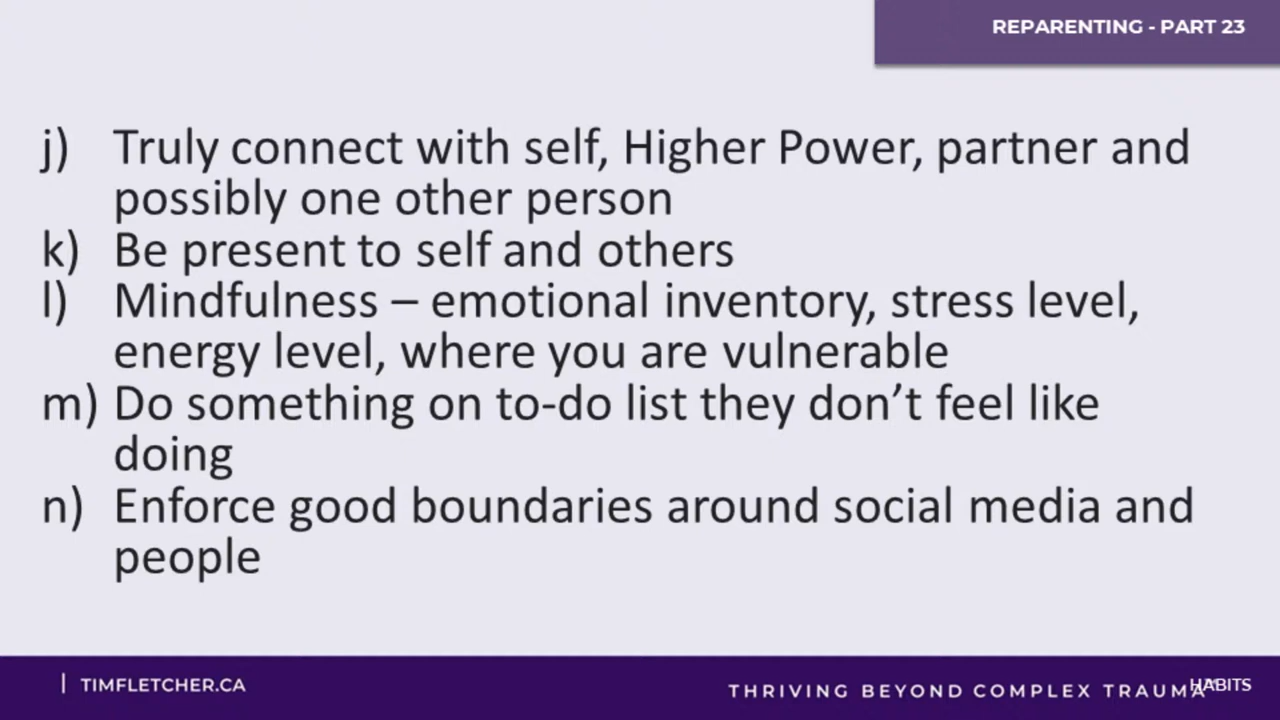 REPARENTING - PART 23
j) Truly connect with self, Higher Power, partner and
possibly one other person
k) Be present to self and others
l) Mindfulness – emotional inventory, stress level,
energy level, where you are vulnerable
m) Do something on to-do list they don’t feel like
doing
n) Enforce good boundaries around social media and
people
| TIMFLETCHER.CA
THRIVING BEYOND COMPLEX TRAUMA
HABITS